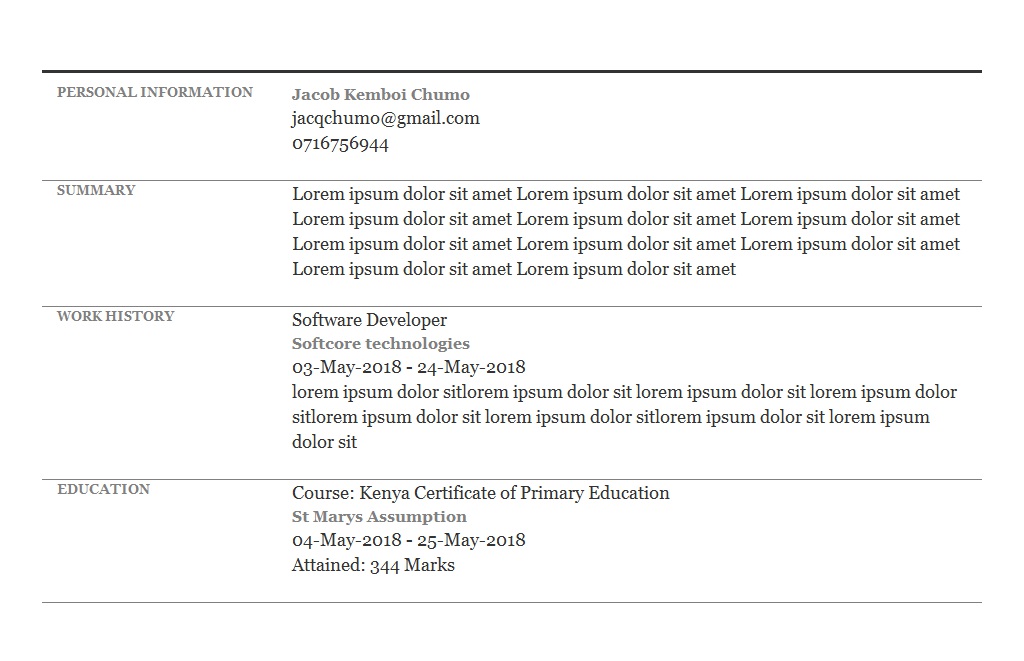 PERSONAL INFORMATION
Jacob Kemboi Chumo
jacqchumo@gmail.com
0716756944
SUMMARY
Lorem ipsum dolor sit amet Lorem ipsum dolor sit amet Lorem ipsum dolor sit amet
Lorem ipsum dolor sit amet Lorem ipsum dolor sit amet Lorem ipsum dolor sit amet
Lorem ipsum dolor sit amet Lorem ipsum dolor sit amet Lorem ipsum dolor sit amet
Lorem ipsum dolor sit amet Lorem ipsum dolor sit amet
WORK HISTORY
Software Developer
Softcore technologies
03-May-2018 - 24-May-2018
lorem ipsum dolor sitlorem ipsum dolor sit lorem ipsum dolor sit lorem ipsum dolor
sitlorem ipsum dolor sit lorem ipsum dolor sitlorem ipsum dolor sit lorem ipsum
dolor sit
EDUCATION
Course: Kenya Certificate of Primary Education
St Marys Assumption
04-May-2018 - 25-May-2018
Attained: 344 Marks